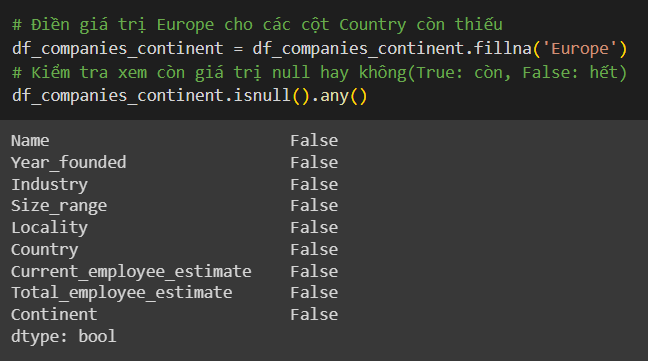 # Điền giá trị Europe cho các cột Country còn thiếu
df_companies_continent = df_companies_continent.fillna('Europe')
# Kiểm tra xem còn giá trị null hay không(True: còn, False: hết)
df_companies_continent.isnull().any()
Name False
Year_founded False
Industry False
Size_range False
Locality False
Country False
Current_employee_estimate False
Total_employee_estimate False
Continent False
dtype: bool